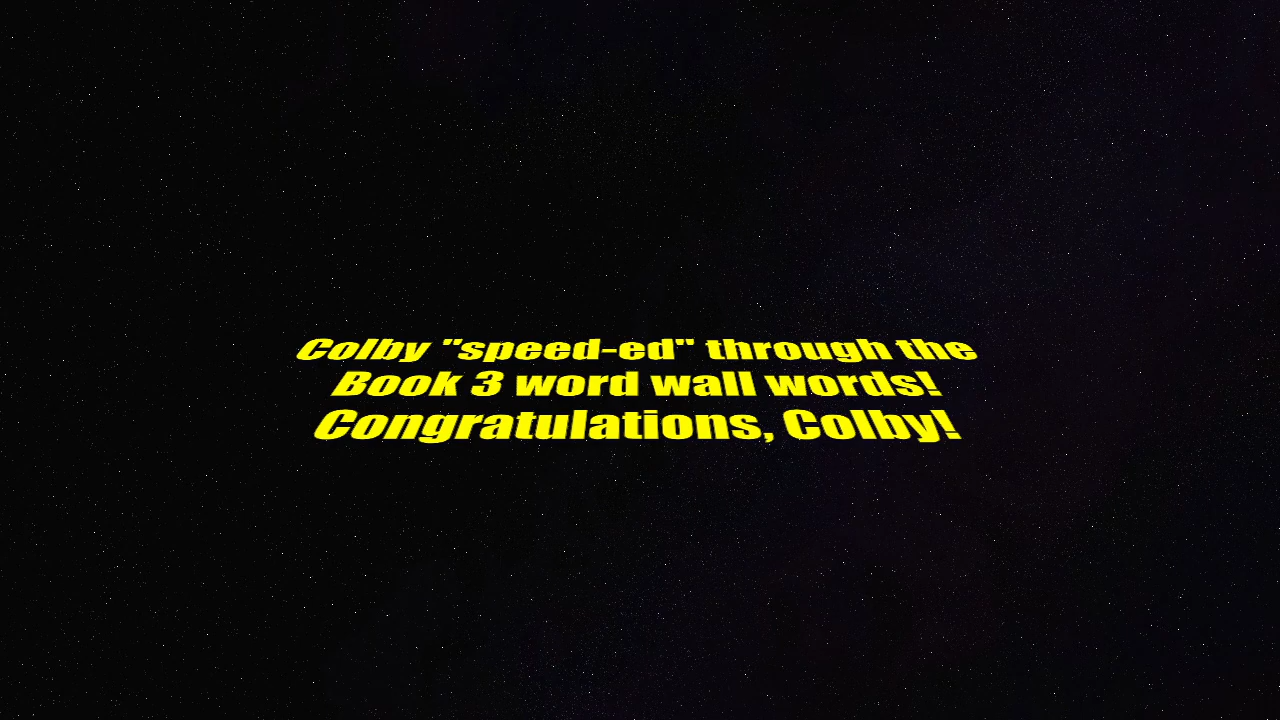 Colby "speed-ed" through the
Book 3 word wall words!
Congratulations, Colby!